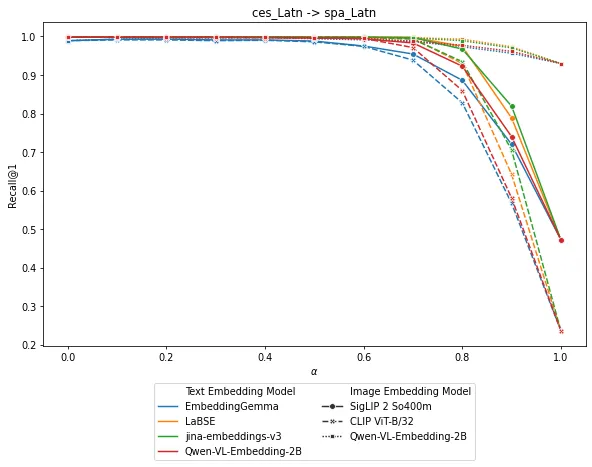 ces_Latn -> spa_Latn
1.0
0.9
0.8
0.7
0.6
0.5
0.4
0.3
0.2
Recall@1
0.0 0.2 0.4 0.6 0.8 1.0
α
Text Embedding Model
EmbeddingGemma
LaBSE
jina-embeddings-v3
Qwen-VL-Embedding-2B
Image Embedding Model
SigLIP 2 So400m
CLIP ViT-B/32
Qwen-VL-Embedding-2B